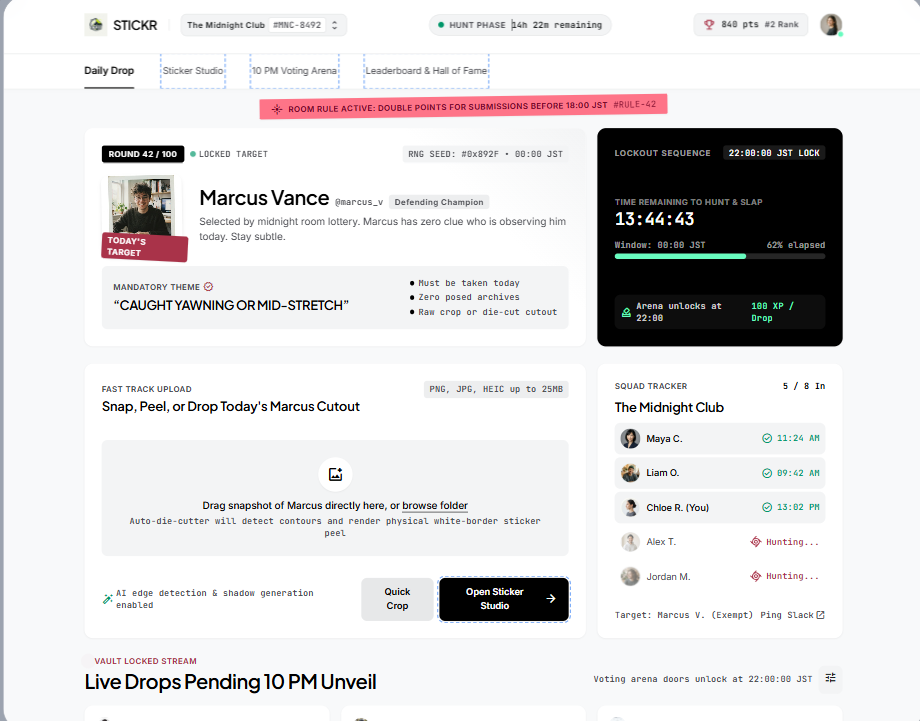 STICKR
The Midnight Club #MNC-8492
HUNT PHASE 14h 22m remaining
840 pts #2 Rank
Daily Drop
Sticker Studio
10 PM Voting Arena
Leaderboard & Hall of Fame
ROOM RULE ACTIVE: DOUBLE POINTS FOR SUBMISSIONS BEFORE 18:00 JST #RULE-42
ROUND 42 / 100
LOCKED TARGET
RNG SEED: #0x892F • 00:00 JST
TODAY'S
TARGET
Marcus Vance @marcus_v Defending Champion
Selected by midnight room lottery. Marcus has zero clue who is observing him
today. Stay subtle.
MANDATORY THEME
“CAUGHT YAWNING OR MID-STRETCH”
Must be taken today
Zero posed archives
Raw crop or die-cut cutout
LOCKOUT SEQUENCE
22:00:00 JST LOCK
TIME REMAINING TO HUNT & SLAP
13:44:43
Window: 00:00 JST
62% elapsed
Arena unlocks at
22:00
100 XP /
Drop
FAST TRACK UPLOAD
Snap, Peel, or Drop Today's Marcus Cutout
PNG, JPG, HEIC up to 25MB
Drag snapshot of Marcus directly here, or browse folder
Auto-die-cutter will detect contours and render physical white-border sticker
peel
AI edge detection & shadow generation
enabled
Quick
Crop
Open Sticker
Studio
SQUAD TRACKER
5 / 8 In
The Midnight Club
Maya C. 11:24 AM
Liam O. 09:42 AM
Chloe R. (You) 13:02 PM
Alex T. Hunting...
Jordan M. Hunting...
Target: Marcus V. (Exempt) Ping Slack
VAULT LOCKED STREAM
Live Drops Pending 10 PM Unveil
Voting arena doors unlock at 22:00:00 JST